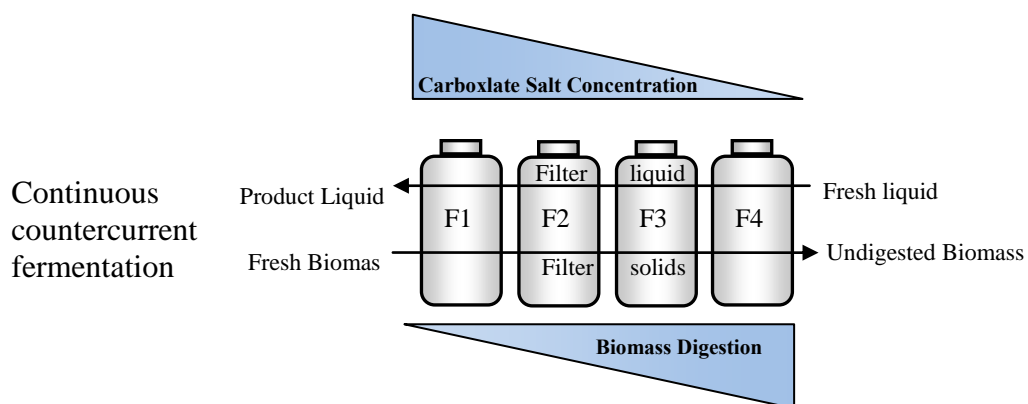 Carboxlate Salt Concentration
Continuous
countercurrent
fermentation
Filter liquid
Product Liquid
Fresh liquid
F1 F2 F3 F4
Fresh Biomas
Filter solids
Undigested Biomass
Biomass Digestion